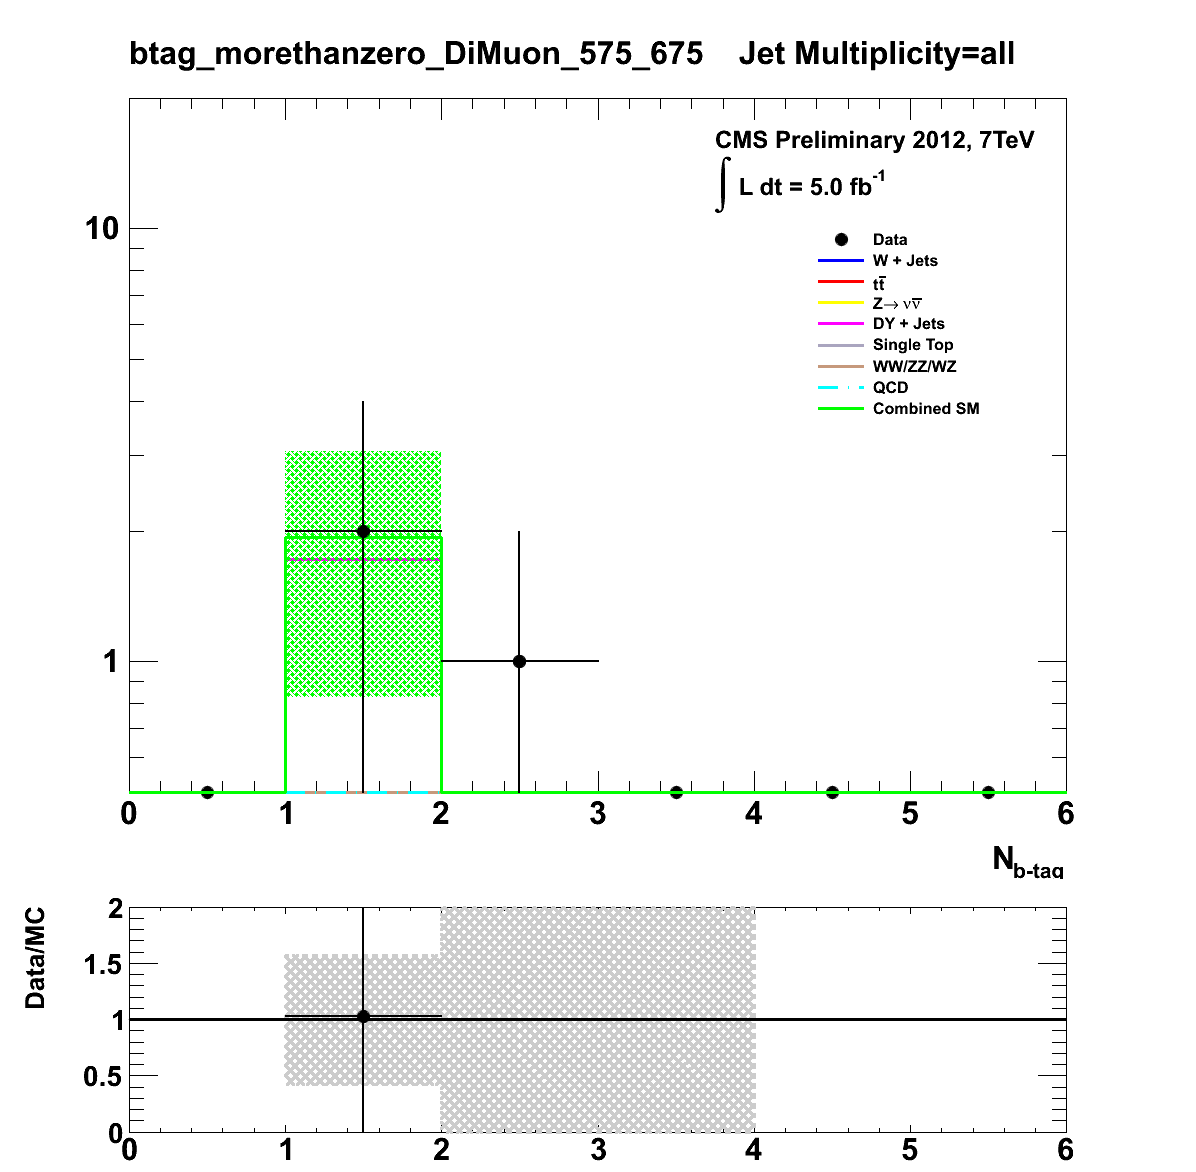 btag_morethanzero_DiMuon_575_675 Jet Multiplicity=all
CMS Preliminary 2012, 7TeV
∫ L dt = 5.0 fb-1
Data
W + Jets
tt̅
Z→ νν̅
DY + Jets
Single Top
WW/ZZ/WZ
QCD
Combined SM
10
1
0 1 2 3 4 5 6
Nb-tag
Data/MC
2
1.5
1
0.5
0
0 1 2 3 4 5 6